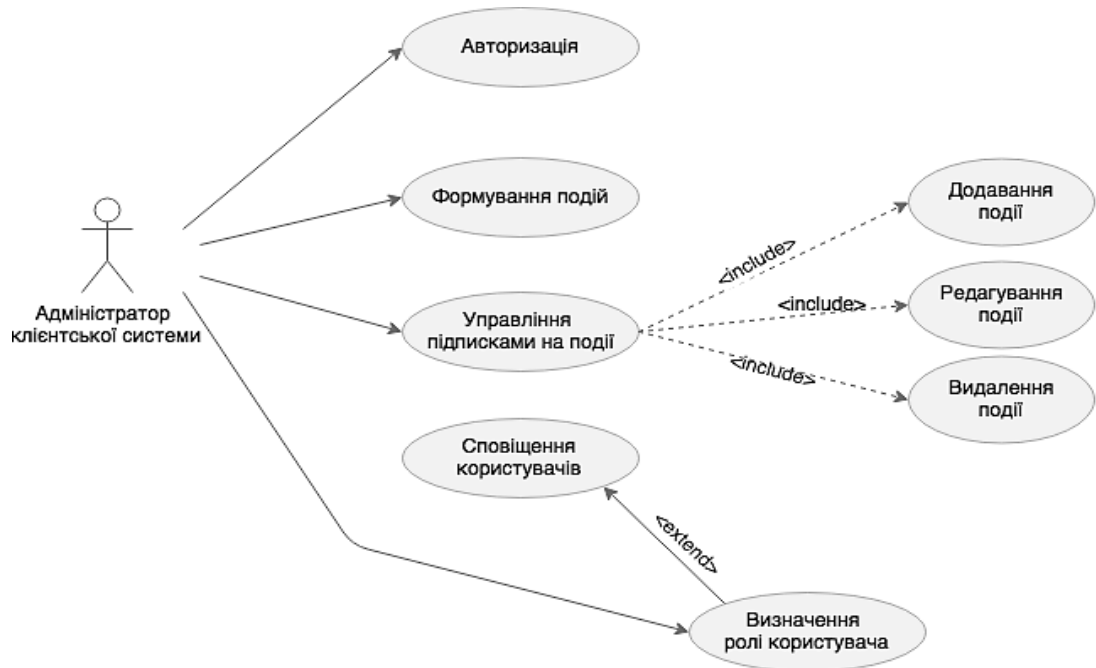 Авторизація
Формування подій
Додавання
події
<include>
Адміністратор
клієнтської системи
Управління
підписками на події
<include>
Редагування
події
<include>
Видалення
події
Сповіщення
користувачів
<extend>
Визначення
ролі користувача